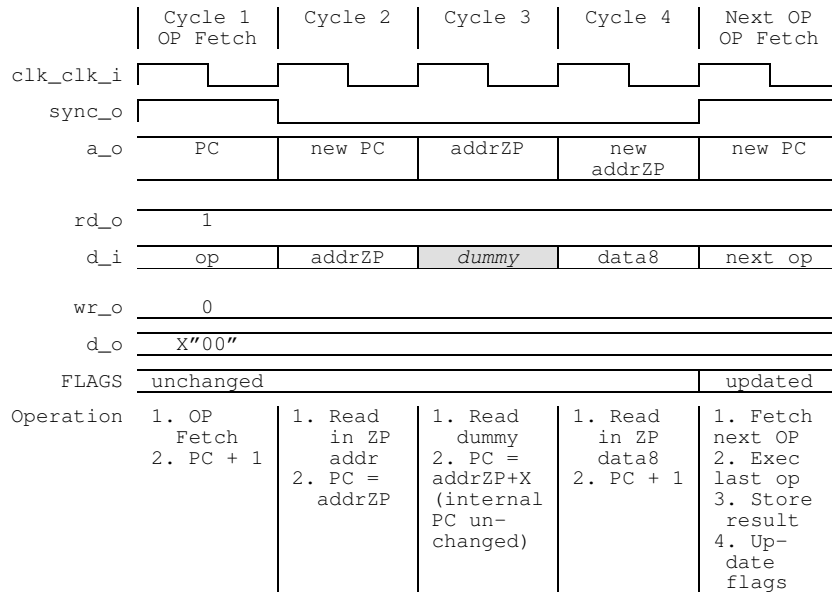 Cycle 1 Cycle 2 Cycle 3 Cycle 4 Next OP
OP Fetch OP Fetch
clk_clk_i
sync_o
a_o PC new PC addrZP new new PC
addrZP
rd_o 1
d_i op addrZP dummy data8 next op
wr_o 0
d_o X"00"
FLAGS unchanged updated
Operation 1. OP 1. Read 1. Read 1. Read 1. Fetch
Fetch in ZP dummy in ZP next OP
2. PC + 1 addr 2. PC = data8 2. Exec
2. PC = addrZP+X 2. PC + 1 last op
addrZP (internal 3. Store
PC un- result
changed) 4. Up-
date
flags